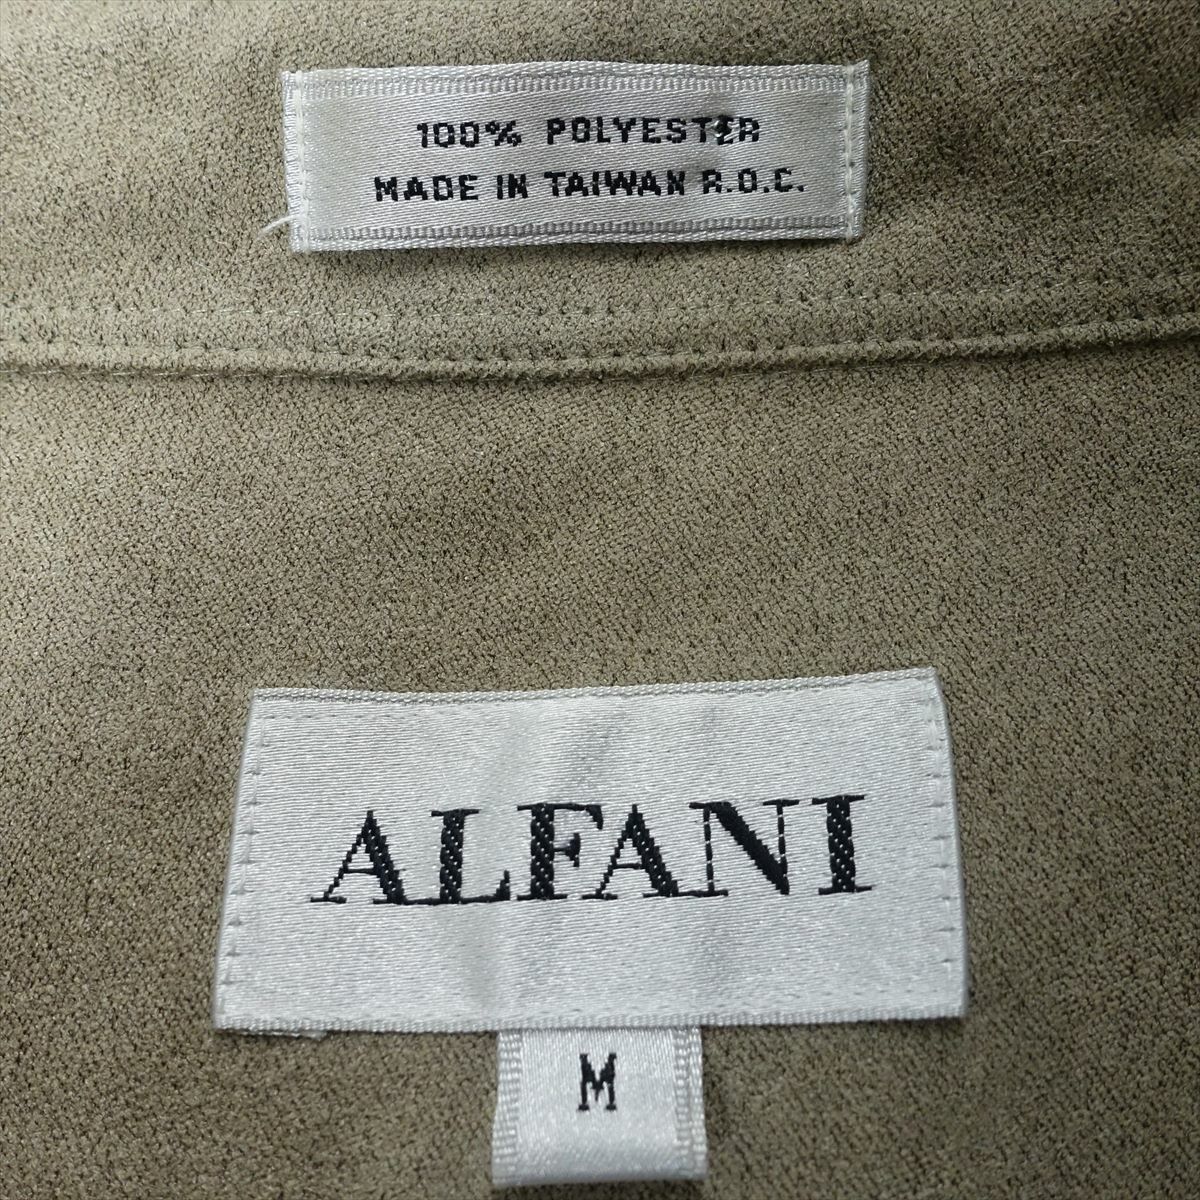 100% POLYESTER
MADE IN TAIWAN R.O.C.
ALFANI
M